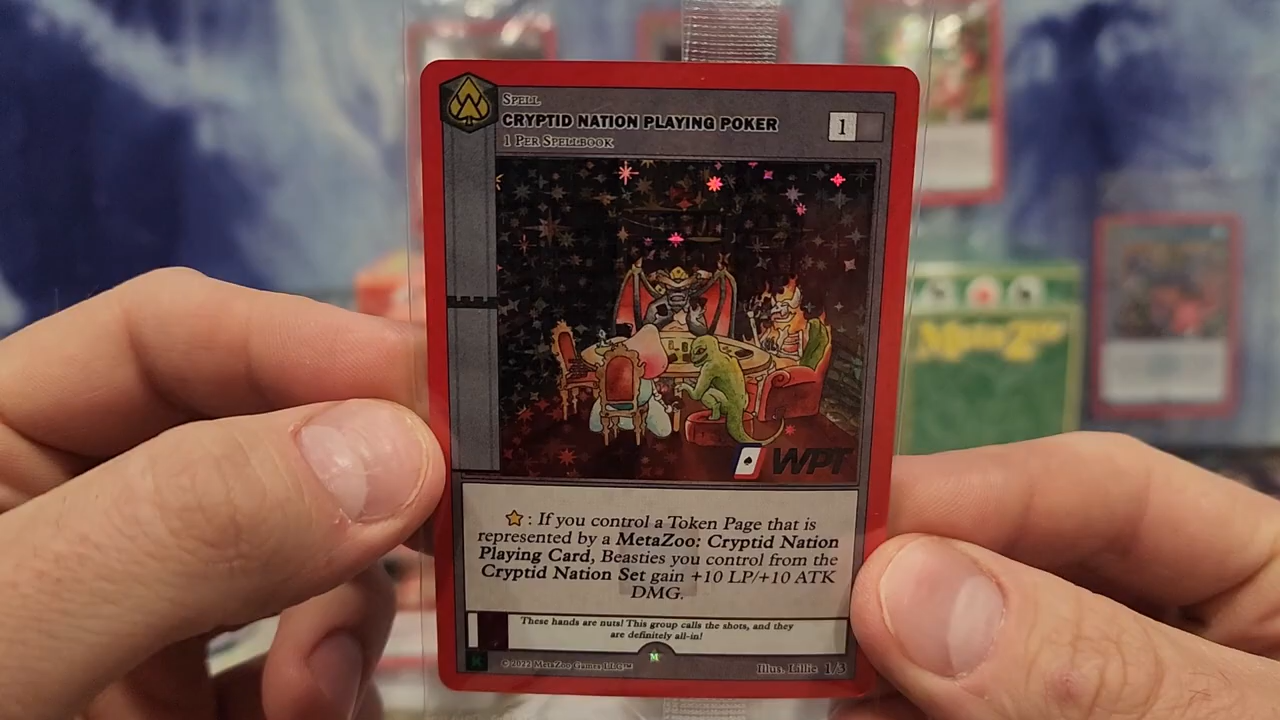 SPELL
CRYPTID NATION PLAYING POKER
1
1 PER SPELLBOOK
WPT
: If you control a Token Page that is
represented by a MetaZoo: Cryptid Nation
Playing Card, Beasties you control from the
Cryptid Nation Set gain +10 LP/+10 ATK
DMG.
These hands are nuts! This group calls the shots, and they
are definitely all-in!
© 2022 MetaZoo Games LLC™
M
Illus. Lillie 1/3
MetaZoo